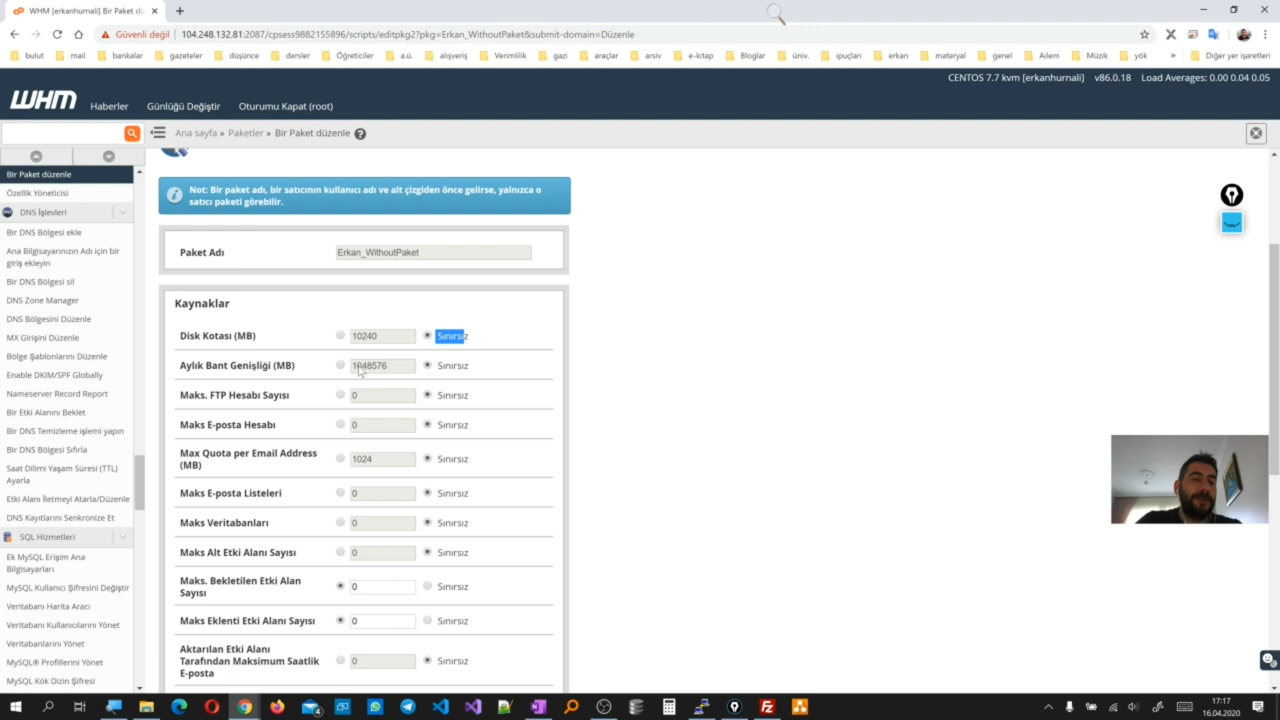 WHM [erkanhurnali] Bir Paket dü
Güvenli değil
104.248.132.81:2087/cpsess9882155896/scripts/editpkg2?pkg=Erkan_WithoutPaket&submit-domain=Düzenle
bulut
mail
bankalar
gazeteler
düşünce
dersler
Öğreticiler
a.ü.
alışveriş
Verimlilik
gazi
araçlar
arsiv
e-kitap
Bloglar
üniv.
ipuçları
erkan
materyal
genel
Ailem
Müzik
yök
»
Diğer yer işaretleri
CENTOS 7.7 kvm [erkanhurnali] v86.0.18 Load Averages: 0.00 0.04 0.05
WHM
Haberler
Günlüğü Değiştir
Oturumu Kapat (root)
Ana sayfa » Paketler » Bir Paket düzenle
Bir Paket düzenle
Özellik Yöneticisi
DNS İşlevleri
Bir DNS Bölgesi ekle
Ana Bilgisayarınızın Adı için bir
giriş ekleyin
Bir DNS Bölgesi sil
DNS Zone Manager
DNS Bölgesini Düzenle
MX Girişini Düzenle
Bölge Şablonlarını Düzenle
Enable DKIM/SPF Globally
Nameserver Record Report
Bir Etki Alanını Beklet
Bir DNS Temizleme işlemi yapın
Bir DNS Bölgesi Sıfırla
Saat Dilimi Yaşam Süresi (TTL)
Ayarla
Etki Alanı İletmeyi Atarla/Düzenle
DNS Kayıtlarını Senkronize Et
SQL Hizmetleri
Ek MySQL Erişim Ana
Bilgisayarları
MySQL Kullanıcı Şifresini Değiştir
Veritabanı Harita Aracı
Veritabanı Kullanıcılarını Yönet
Veritabanlarını Yönet
MySQL® Profillerini Yönet
MySQL Kök Dizin Şifresi
Not: Bir paket adı, bir satıcının kullanıcı adı ve alt çizgiden önce gelirse, yalnızca o
satıcı paketi görebilir.
Paket Adı
Erkan_WithoutPaket
Kaynaklar
Disk Kotası (MB) 10240 Sınırsız
Aylık Bant Genişliği (MB) 1048576 Sınırsız
Maks. FTP Hesabı Sayısı 0 Sınırsız
Maks E-posta Hesabı 0 Sınırsız
Max Quota per Email Address
(MB) 1024 Sınırsız
Maks E-posta Listeleri 0 Sınırsız
Maks Veritabanları 0 Sınırsız
Maks Alt Etki Alanı Sayısı 0 Sınırsız
Maks. Bekletilen Etki Alan
Sayısı 0 Sınırsız
Maks Eklenti Etki Alanı Sayısı 0 Sınırsız
Aktarılan Etki Alanı
Tarafından Maksimum Saatlik 0 Sınırsız
E-posta
17:17
16.04.2020